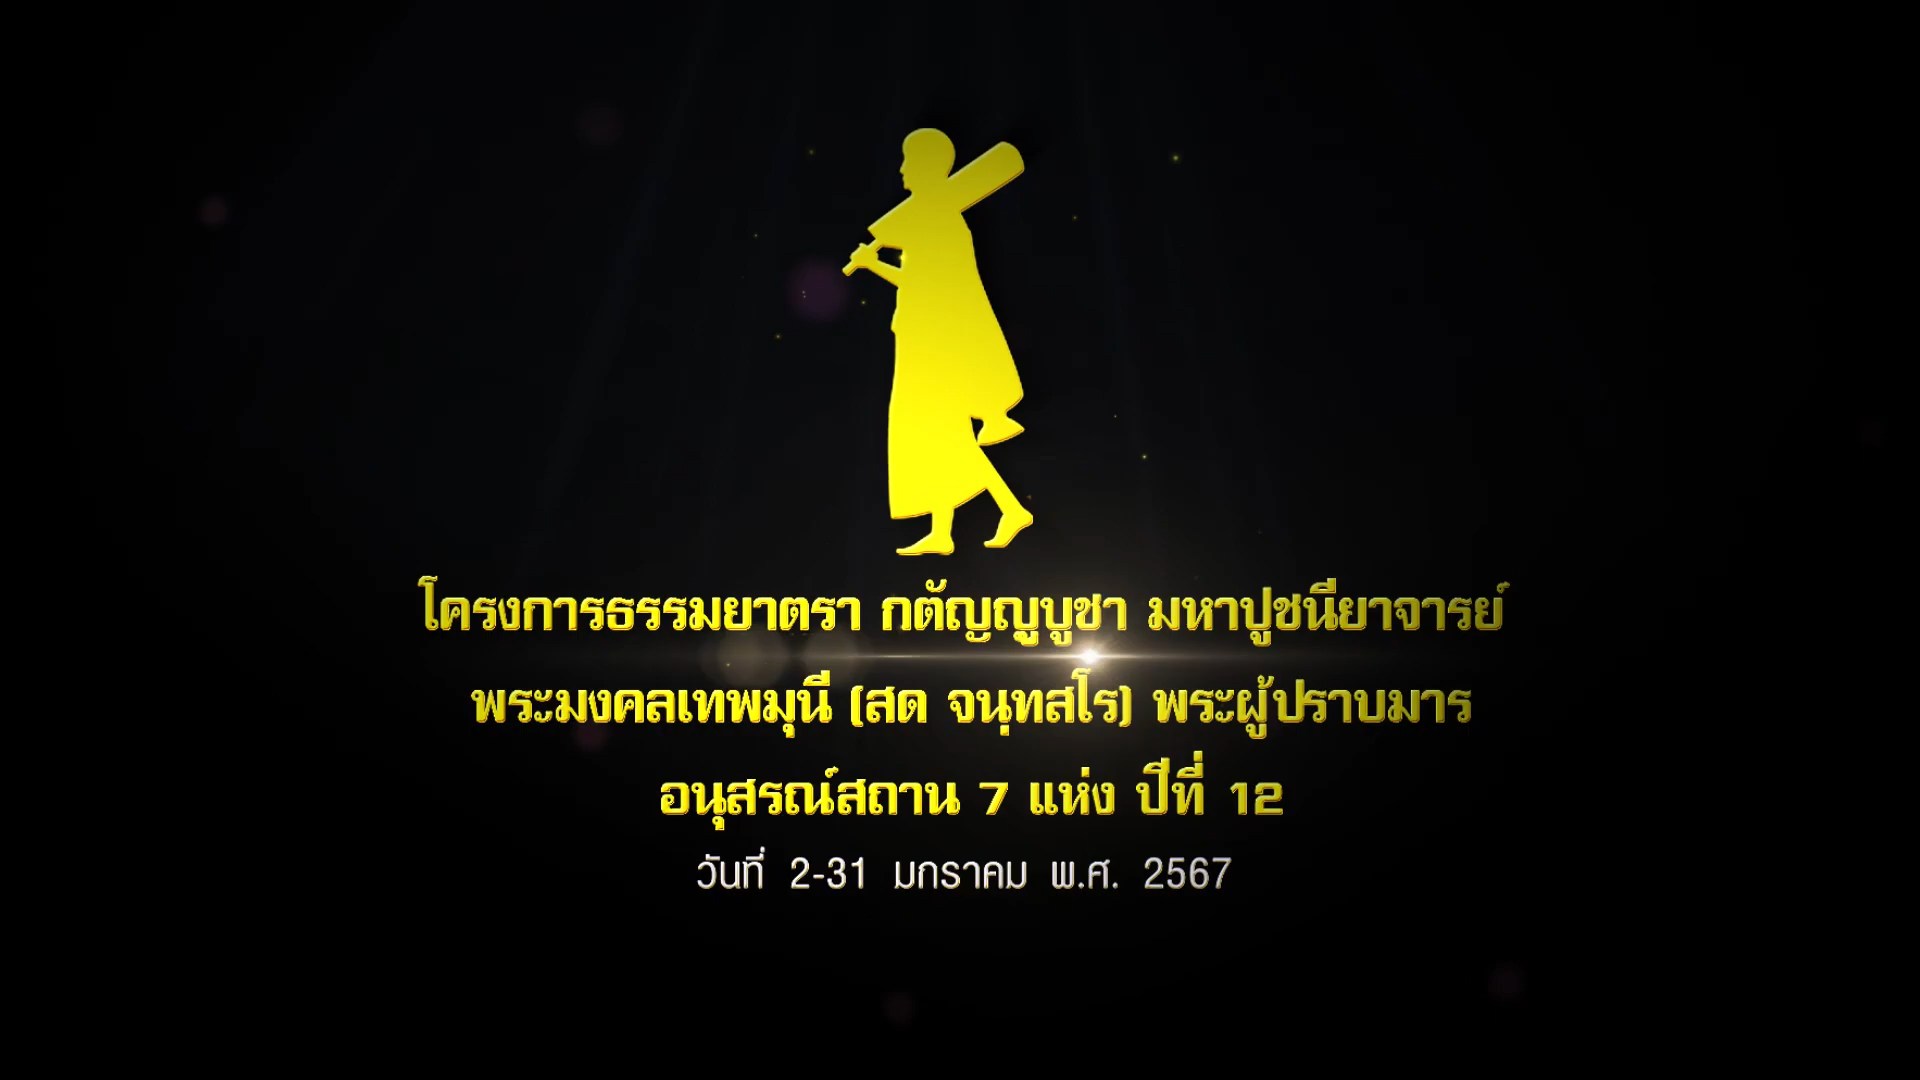 โครงการธรรมยาตรา กตัญญูบูชา มหาปูชนียาจารย์
พระมงคลเทพมุนี (สด จนฺทสโร) พระผู้ปราบมาร
อนุสรณ์สถาน 7 แห่ง ปีที่ 12
วันที่ 2-31 มกราคม พ.ศ. 2567